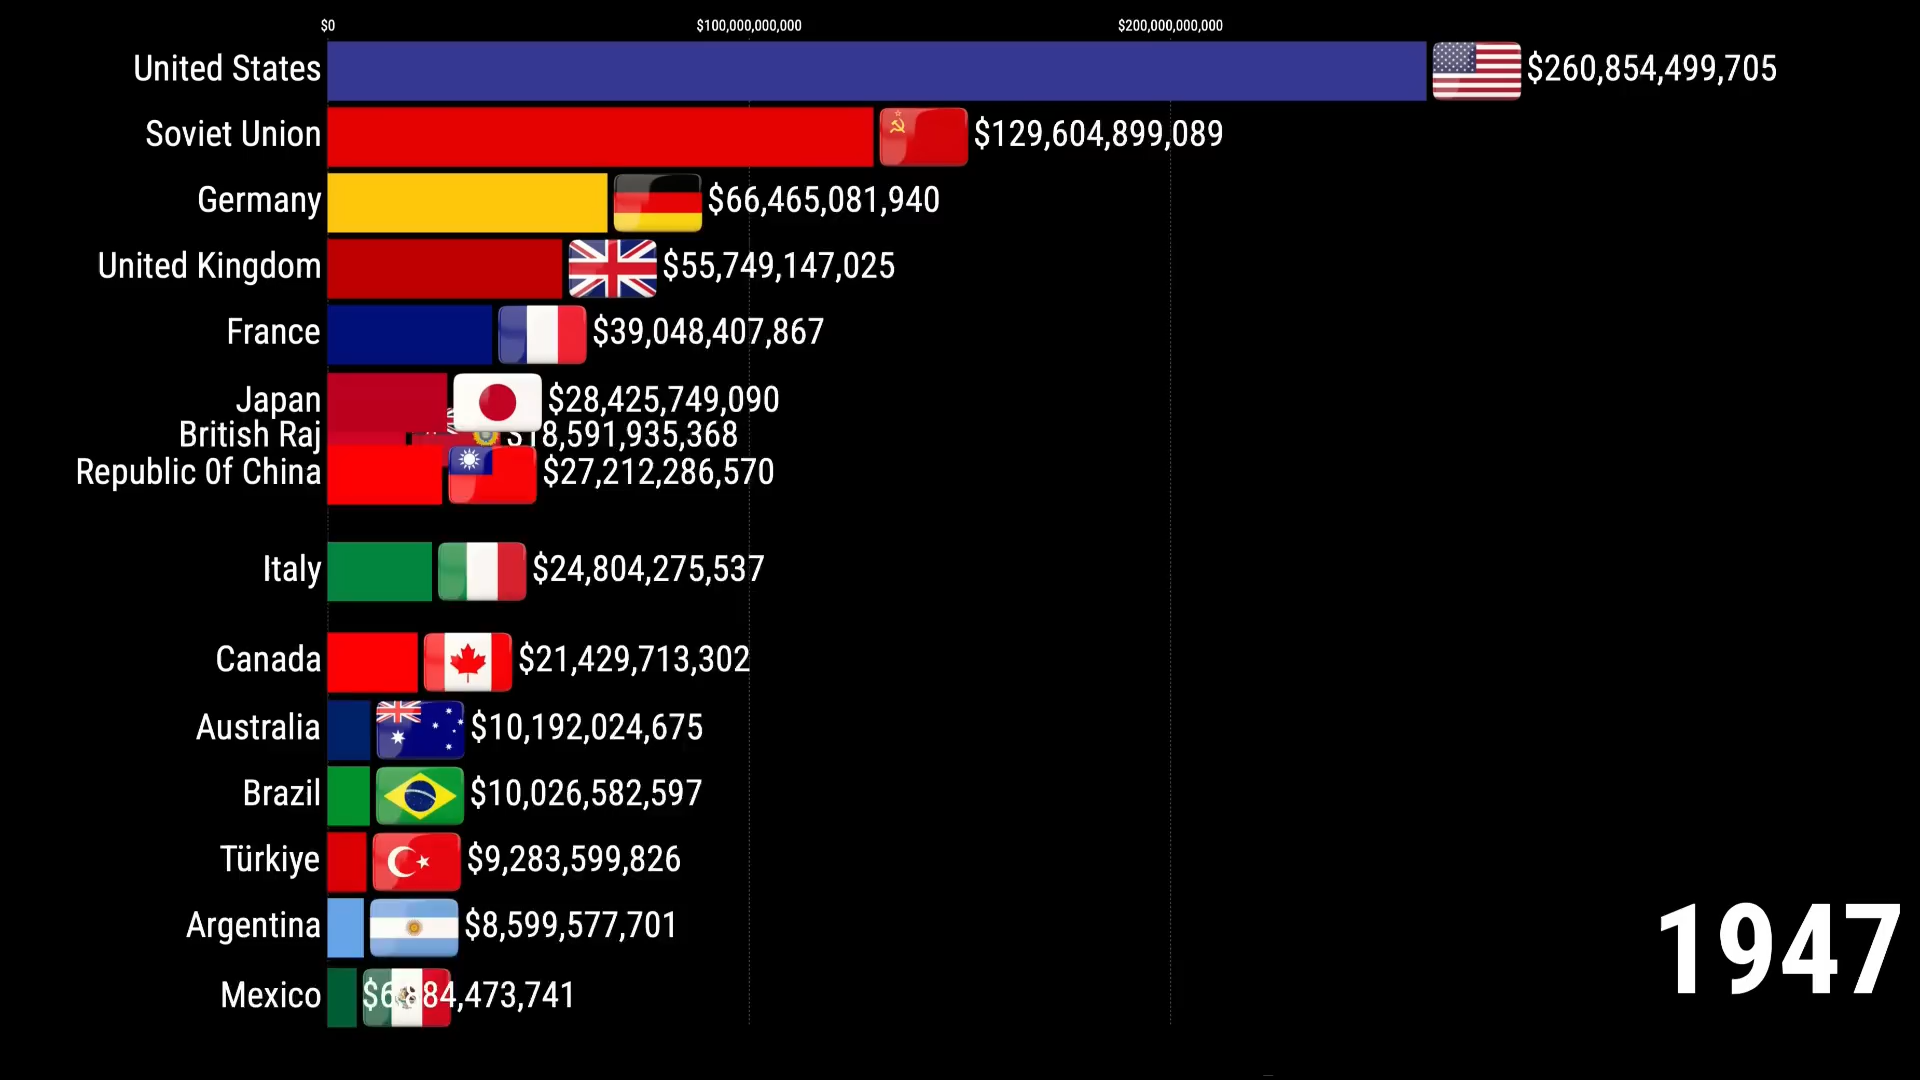 $0 $100,000,000,000 $200,000,000,000
United States $260,854,499,705
Soviet Union $129,604,899,089
Germany $66,465,081,940
United Kingdom $55,749,147,025
France $39,048,407,867
Japan $28,425,749,090
British Raj $18,591,935,368
Republic Of China $27,212,286,570
Italy $24,804,275,537
Canada $21,429,713,302
Australia $10,192,024,675
Brazil $10,026,582,597
Türkiye $9,283,599,826
Argentina $8,599,577,701
Mexico
1947